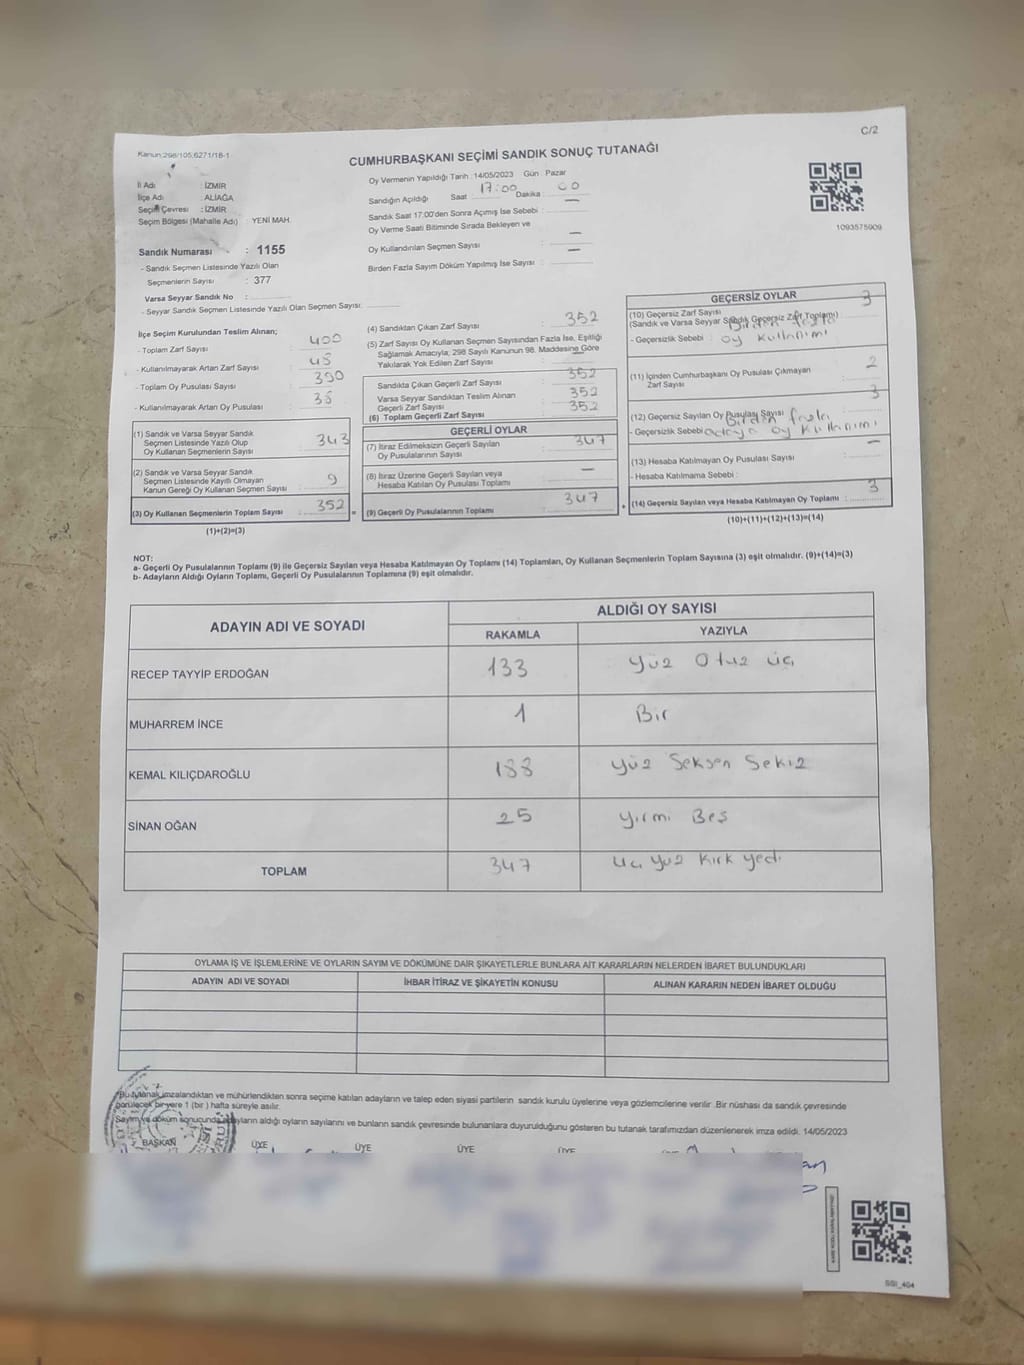 Kanun:298/105;6271/18-1
C/2
CUMHURBAŞKANI SEÇİMİ SANDIK SONUÇ TUTANAĞI
İl Adı : İZMİR
İlçe Adı : ALİAĞA
Seçim Çevresi : İZMİR
Seçim Bölgesi (Mahalle Adı) : YENİ MAH.
Sandık Numarası : 1155
- Sandık Seçmen Listesinde Yazılı Olan
Seçmenlerin Sayısı : 377
Varsa Seyyar Sandık No :
- Seyyar Sandık Seçmen Listesinde Yazılı Olan Seçmen Sayısı:
Oy Vermenin Yapıldığı Tarih : 14/05/2023 Gün : Pazar
Sandığın Açıldığı Saat : 17:00 Dakika : 00
Sandık Saat 17.00'den Sonra Açılmış İse Sebebi : —
Oy Verme Saati Bitiminde Sırada Bekleyen ve
Oy Kullandırılan Seçmen Sayısı : —
Birden Fazla Sayım Döküm Yapılmış İse Sayısı : —
1093575909
İlçe Seçim Kurulundan Teslim Alınan;
- Toplam Zarf Sayısı : 400
- Kullanılmayarak Artan Zarf Sayısı : 48
- Toplam Oy Pusulası Sayısı : 390
- Kullanılmayarak Artan Oy Pusulası : 38
(1) Sandık ve Varsa Seyyar Sandık
Seçmen Listesinde Yazılı Olup
Oy Kullanan Seçmenlerin Sayısı : 343
(2) Sandık ve Varsa Seyyar Sandık
Seçmen Listesinde Kayıtlı Olmayan
Kanun Gereği Oy Kullanan Seçmen Sayısı : 9
(3) Oy Kullanan Seçmenlerin Toplam Sayısı : 352
(1)+(2)=(3)
(4) Sandıktan Çıkan Zarf Sayısı : 352
(5) Zarf Sayısı Oy Kullanan Seçmen Sayısından Fazla İse, Eşitliği
Sağlamak Amacıyla; 298 Sayılı Kanunun 98. Maddesine Göre
Yakılarak Yok Edilen Zarf Sayısı : —
Sandıkta Çıkan Geçerli Zarf Sayısı : 352
Varsa Seyyar Sandıktan Teslim Alınan
Geçerli Zarf Sayısı : 352
(6) Toplam Geçerli Zarf Sayısı : 352
GEÇERLİ OYLAR
(7) İtiraz Edilmeksizin Geçerli Sayılan
Oy Pusulalarının Sayısı : 347
(8) İtiraz Üzerine Geçerli Sayılan veya
Hesaba Katılan Oy Pusulası Toplamı : —
(9) Geçerli Oy Pusulalarının Toplamı : 347
GEÇERSİZ OYLAR
(10) Geçersiz Zarf Sayısı : 3
(Sandık ve Varsa Seyyar Sandık Geçersiz Zarf Toplamı)
- Geçersizlik Sebebi : Birden fazla
oy kullanımı
(11) İçinden Cumhurbaşkanı Oy Pusulası Çıkmayan
Zarf Sayısı : 2
(12) Geçersiz Sayılan Oy Pusulası Sayısı : 3
- Geçersizlik Sebebi : Birden fazla
adaya oy kullanımı
(13) Hesaba Katılmayan Oy Pusulası Sayısı : —
- Hesaba Katılmama Sebebi :
(14) Geçersiz Sayılan veya Hesaba Katılmayan Oy Toplamı : 3
(10)+(11)+(12)+(13)=(14)
NOT:
a- Geçerli Oy Pusulalarının Toplamı (9) ile Geçersiz Sayılan veya Hesaba Katılmayan Oy Toplamı (14) Toplamları, Oy Kullanan Seçmenlerin Toplam Sayısına (3) eşit olmalıdır. (9)+(14)=(3)
b- Adayların Aldığı Oyların Toplamı, Geçerli Oy Pusulalarının Toplamına (9) eşit olmalıdır.
ADAYIN ADI VE SOYADI
ALDIĞI OY SAYISI
RAKAMLA YAZIYLA
RECEP TAYYİP ERDOĞAN 133 Yüz Otuz üç
MUHARREM İNCE 1 Bir
KEMAL KILIÇDAROĞLU 188 Yüz Seksen Sekiz
SİNAN OĞAN 25 Yirmi Beş
TOPLAM 347 üç yüz kırk yedi
OYLAMA İŞ VE İŞLEMLERİNE VE OYLARIN SAYIM VE DÖKÜMÜNE DAİR ŞİKAYETLERLE BUNLARA AİT KARARLARIN NELERDEN İBARET BULUNDUKLARI
ADAYIN ADI VE SOYADI İHBAR İTİRAZ VE ŞİKAYETİN KONUSU ALINAN KARARIN NEDEN İBARET OLDUĞU
Bu tutanak imzalandıktan ve mühürlendikten sonra seçime katılan adayların ve talep eden siyasi partilerin sandık kurulu üyelerine veya gözlemcilerine verilir. Bir nüshası da sandık çevresinde
görülecek bir yere 1 (bir) hafta süreyle asılır.
Sayım ve döküm sonucunda adayların aldığı oyların sayılarını ve bunların sandık çevresinde bulunanlara duyurulduğunu gösteren bu tutanak tarafımızdan düzenlenerek imza edildi. 14/05/2023
BAŞKAN ÜYE ÜYE ÜYE ÜYE
SSI_404